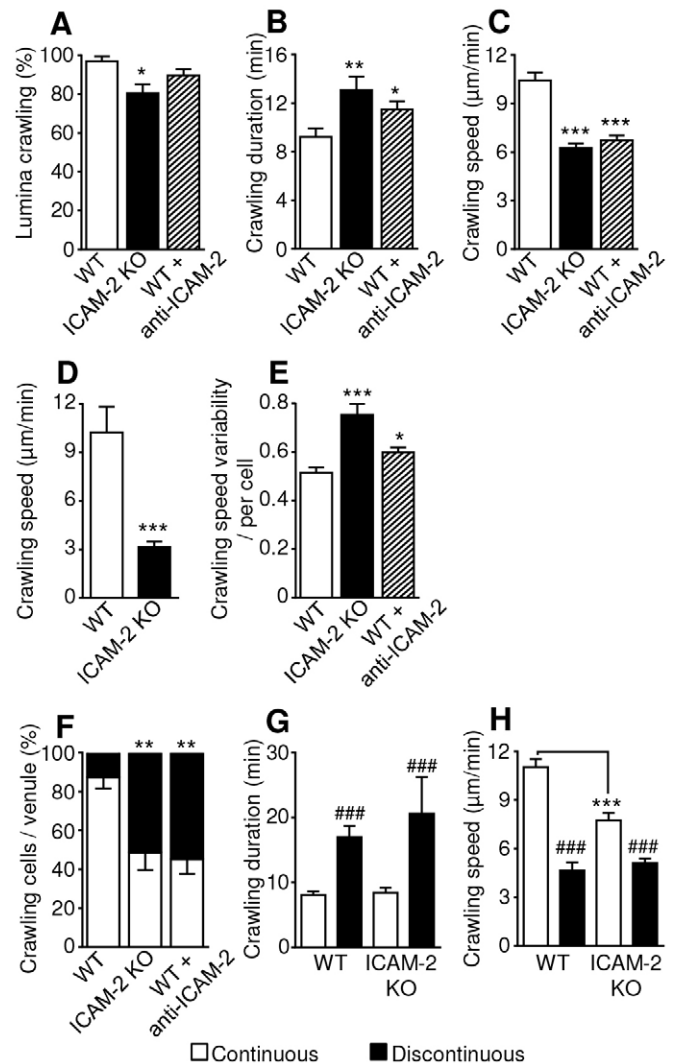 A
Lumina crawling (%)
100
80
60
40
20
0
*
WT
ICAM-2 KO
WT +
anti-ICAM-2
B
Crawling duration (min)
16
12
8
4
0
**
*
WT
ICAM-2 KO
WT +
anti-ICAM-2
C
Crawling speed (µm/min)
12
9
6
3
0
***
***
WT
ICAM-2 KO
WT +
anti-ICAM-2
D
Crawling speed (µm/min)
12
9
6
3
0
***
WT
ICAM-2 KO
E
Crawling speed variability
/ per cell
0.8
0.6
0.4
0.2
0
***
*
WT
ICAM-2 KO
WT +
anti-ICAM-2
F
Crawling cells / venule (%)
100
80
60
40
20
0
**
**
WT
ICAM-2 KO
WT +
anti-ICAM-2
G
Crawling duration (min)
30
20
10
0
###
###
WT
ICAM-2
KO
H
Crawling speed (µm/min)
12
9
6
3
0
###
***
###
WT
ICAM-2
KO
Continuous
Discontinuous